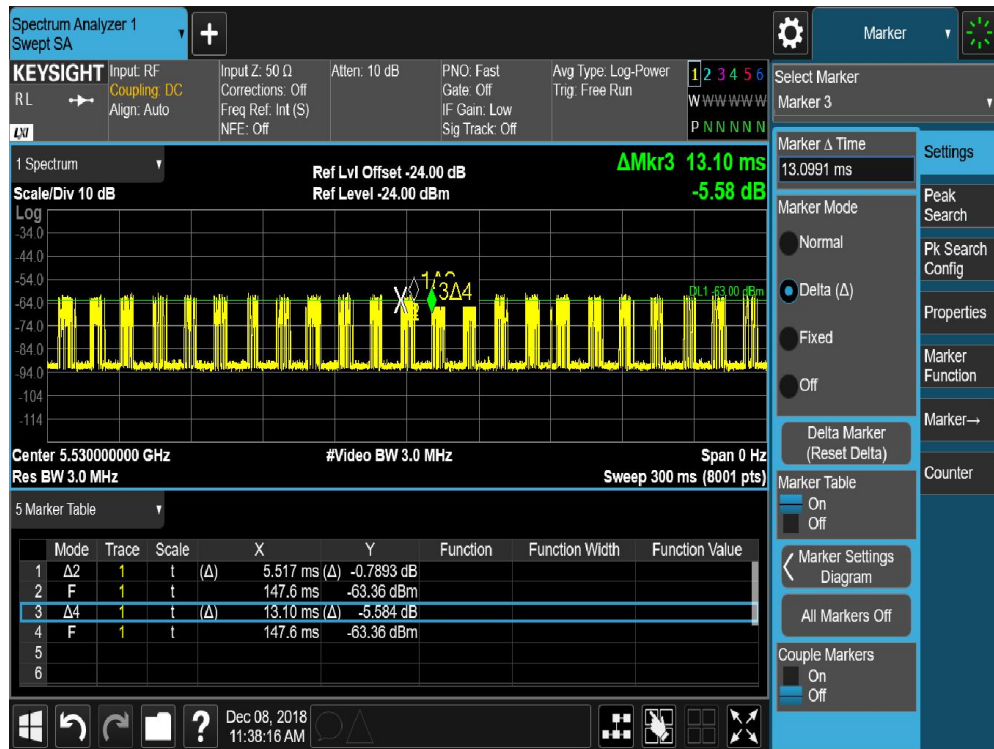 Spectrum Analyzer 1
Swept SA
+
Marker
KEYSIGHT Input: RF Input Z: 50 Ω Atten: 10 dB PNO: Fast Avg Type: Log-Power 1 2 3 4 5 6
RL Coupling: DC Corrections: Off Gate: Off Trig: Free Run
Align: Auto Freq Ref: Int (S) IF Gain: Low W W W W W W
LXI NFE: Off Sig Track: Off P N N N N N
Select Marker
Marker 3
1 Spectrum
Ref Lvl Offset -24.00 dB
ΔMkr3 13.10 ms
Scale/Div 10 dB
Ref Level -24.00 dBm
-5.58 dB
Log
-34.0
-44.0
-54.0
-64.0
-74.0
-84.0
-94.0
-104
-114
3Δ4
DL1 -63.00 dBm
Center 5.530000000 GHz #Video BW 3.0 MHz Span 0 Hz
Res BW 3.0 MHz Sweep 300 ms (8001 pts)
5 Marker Table
Mode Trace Scale X Y Function Function Width Function Value
1 Δ2 1 t (Δ) 5.517 ms (Δ) -0.7893 dB
2 F 1 t 147.6 ms -63.36 dBm
3 Δ4 1 t (Δ) 13.10 ms (Δ) -5.584 dB
4 F 1 t 147.6 ms -63.36 dBm
5
6
Marker Δ Time
13.0991 ms
Marker Mode
Normal
Delta (Δ)
Fixed
Off
Delta Marker
(Reset Delta)
Marker Table
On
Off
Marker Settings
Diagram
All Markers Off
Couple Markers
On
Off
Settings
Peak
Search
Pk Search
Config
Properties
Marker
Function
Marker→
Counter
?
Dec 08, 2018
11:38:16 AM